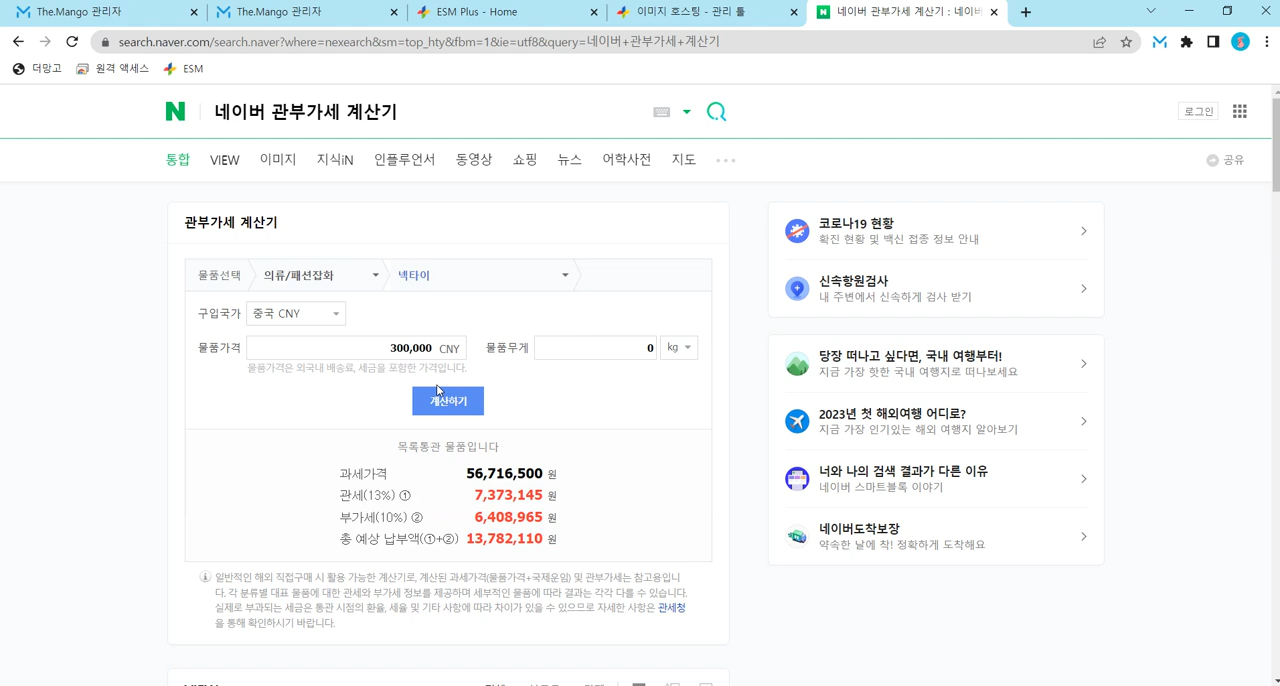 The.Mango 관리자
The.Mango 관리자
ESM Plus - Home
이미지 호스팅 - 관리 툴
네이버 관부가세 계산기 : 네이버
search.naver.com/search.naver?where=nexearch&sm=top_hty&fbm=1&ie=utf8&query=네이버+관부가세+계산기
더망고
원격 액세스
ESM
N
네이버 관부가세 계산기
로그인
통합 VIEW 이미지 지식iN 인플루언서 동영상 쇼핑 뉴스 어학사전 지도
공유
관부가세 계산기
물품선택 의류/패션잡화 넥타이
구입국가 중국 CNY
물품가격 300,000 CNY 물품무게 0 kg
물품가격은 외국내 배송료, 세금을 포함한 가격입니다.
계산하기
목록통관 물품입니다
과세가격 56,716,500 원
관세(13%) ① 7,373,145 원
부가세(10%) ② 6,408,965 원
총 예상 납부액(①+②) 13,782,110 원
일반적인 해외 직접구매 시 활용 가능한 계산기로, 계산된 과세가격(물품가격+국제운임) 및 관부가세는 참고용입니
다. 각 분류별 대표 물품에 대한 관세와 부가세 정보를 제공하며 세부적인 물품에 따라 결과는 각각 다를 수 있습니다.
실제로 부과되는 세금은 통관 시점의 환율, 세율 및 기타 사항에 따라 차이가 있을 수 있으므로 자세한 사항은 관세청
을 통해 확인하시기 바랍니다.
코로나19 현황
확진 현황 및 백신 접종 정보 안내
신속항원검사
내 주변에서 신속하게 검사 받기
당장 떠나고 싶다면, 국내 여행부터!
지금 가장 핫한 국내 여행지로 떠나보세요
2023년 첫 해외여행 어디로?
지금 가장 인기있는 해외 여행지 알아보기
너와 나의 검색 결과가 다른 이유
네이버 스마트블록 이야기
네이버도착보장
약속한 날에 착! 정확하게 도착해요